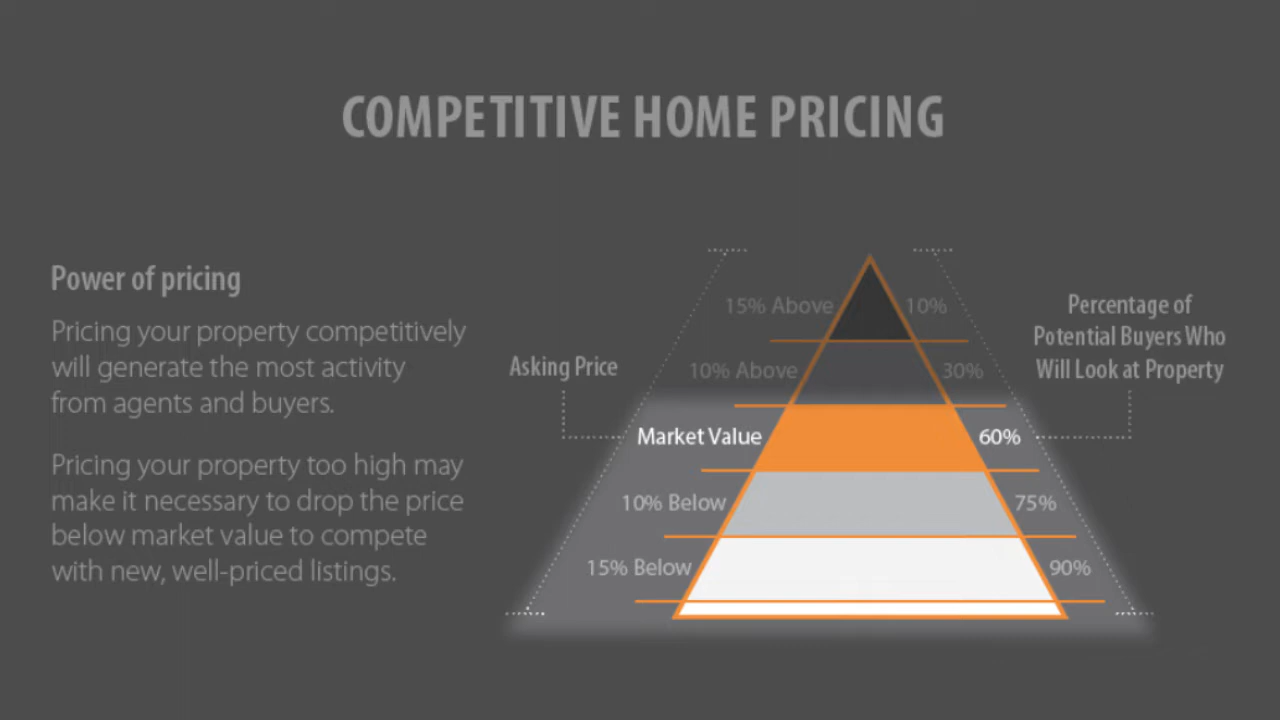 COMPETITIVE HOME PRICING
Power of pricing
Pricing your property competitively
will generate the most activity
from agents and buyers.
Pricing your property too high may
make it necessary to drop the price
below market value to compete
with new, well-priced listings.
Asking Price
15% Above 10%
10% Above 30%
Market Value 60%
10% Below 75%
15% Below 90%
Percentage of
Potential Buyers Who
Will Look at Property